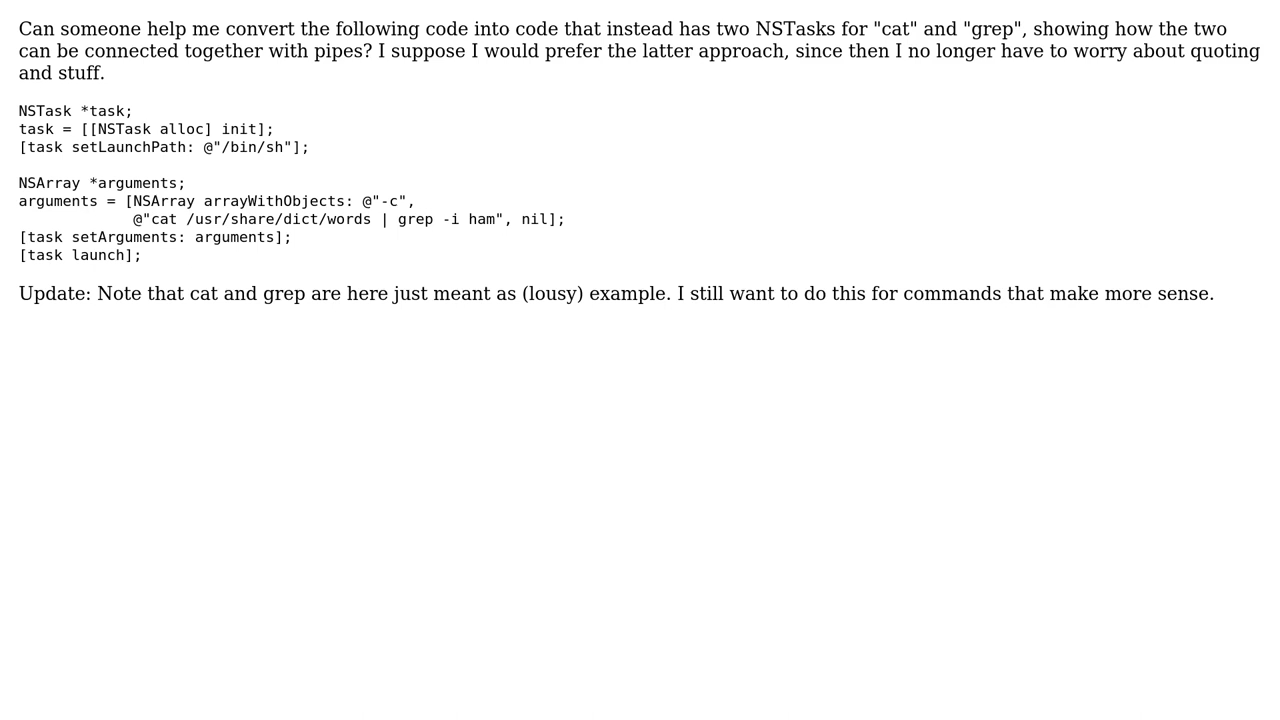 Can someone help me convert the following code into code that instead has two NSTasks for "cat" and "grep", showing how the two
can be connected together with pipes? I suppose I would prefer the latter approach, since then I no longer have to worry about quoting
and stuff.
NSTask *task;
task = [[NSTask alloc] init];
[task setLaunchPath: @"/bin/sh"];
NSArray *arguments;
arguments = [NSArray arrayWithObjects: @"-c",
             @"cat /usr/share/dict/words | grep -i ham", nil];
[task setArguments: arguments];
[task launch];
Update: Note that cat and grep are here just meant as (lousy) example. I still want to do this for commands that make more sense.